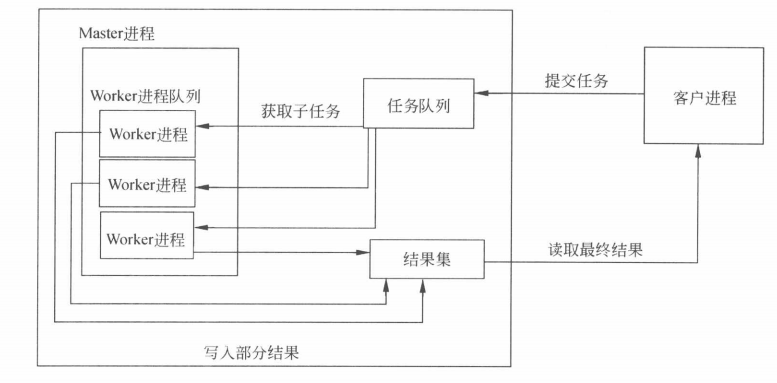 Master进程
Worker进程队列
获取子任务
任务队列
提交任务
客户进程
Worker进程
Worker进程
Worker进程
结果集
读取最终结果
写入部分结果